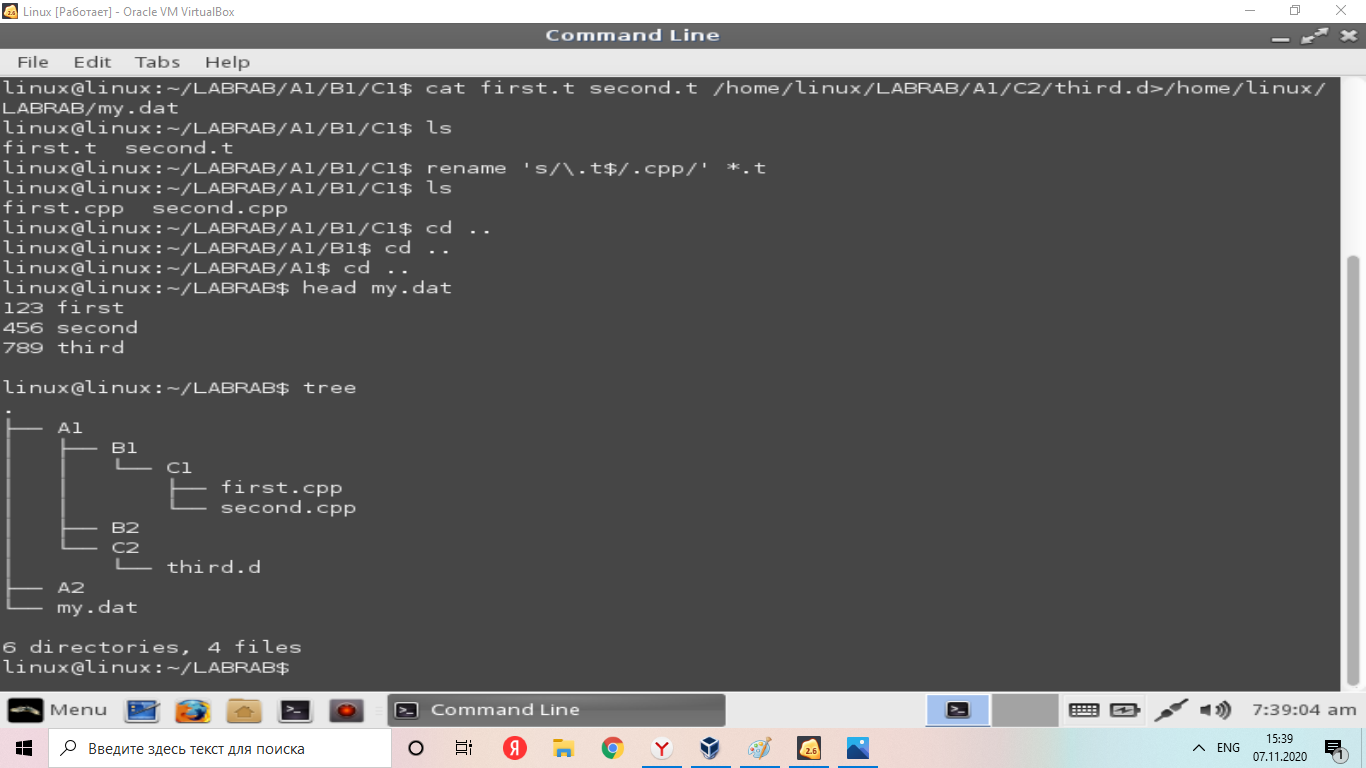 Linux [Работает] - Oracle VM VirtualBox
Command Line
File Edit Tabs Help
linux@linux:~/LABRAB/A1/B1/C1$ cat first.t second.t /home/linux/LABRAB/A1/C2/third.d>/home/linux/
LABRAB/my.dat
linux@linux:~/LABRAB/A1/B1/C1$ ls
first.t  second.t
linux@linux:~/LABRAB/A1/B1/C1$ rename 's/\.t$/.cpp/' *.t
linux@linux:~/LABRAB/A1/B1/C1$ ls
first.cpp  second.cpp
linux@linux:~/LABRAB/A1/B1/C1$ cd ..
linux@linux:~/LABRAB/A1/B1$ cd ..
linux@linux:~/LABRAB/A1$ cd ..
linux@linux:~/LABRAB$ head my.dat
123 first
456 second
789 third
linux@linux:~/LABRAB$ tree
.
├── A1
│   ├── B1
│   │   └── C1
│   │       ├── first.cpp
│   │       └── second.cpp
│   ├── B2
│   └── C2
│       └── third.d
├── A2
└── my.dat
6 directories, 4 files
linux@linux:~/LABRAB$
Menu Command Line 7:39:04 am
Введите здесь текст для поиска Я Y 2.6 ENG 15:39
07.11.2020 1